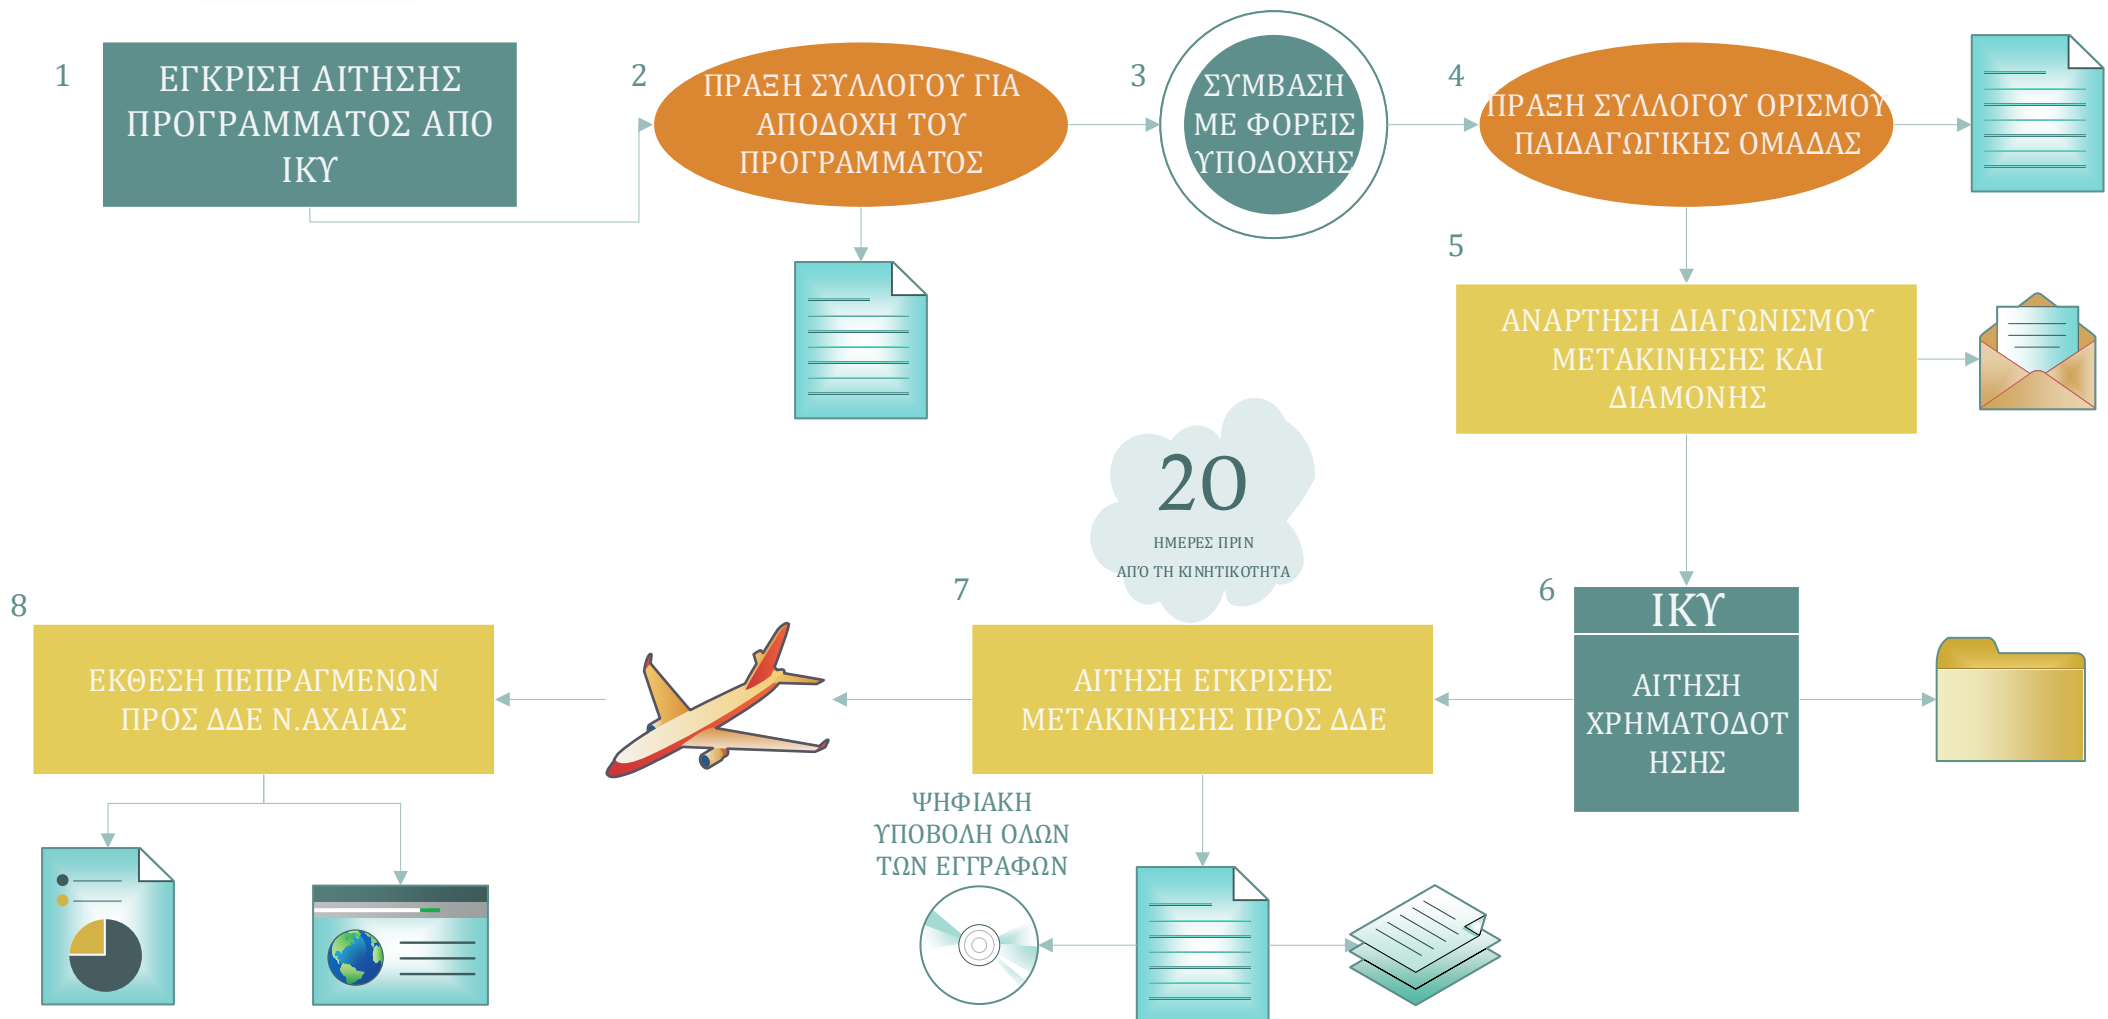 1
ΕΓΚΡΙΣΗ ΑΙΤΗΣΗΣ
ΠΡΟΓΡΑΜΜΑΤΟΣ ΑΠΟ
ΙΚΥ
2
ΠΡΑΞΗ ΣΥΛΛΟΓΟΥ ΓΙΑ
ΑΠΟΔΟΧΗ ΤΟΥ
ΠΡΟΓΡΑΜΜΑΤΟΣ
3
ΣΥΜΒΑΣΗ
ΜΕ ΦΟΡΕΙΣ
ΥΠΟΔΟΧΗΣ
4
ΠΡΑΞΗ ΣΥΛΛΟΓΟΥ ΟΡΙΣΜΟΥ
ΠΑΙΔΑΓΩΓΙΚΗΣ ΟΜΑΔΑΣ
5
ΑΝΑΡΤΗΣΗ ΔΙΑΓΩΝΙΣΜΟΥ
ΜΕΤΑΚΙΝΗΣΗΣ ΚΑΙ
ΔΙΑΜΟΝΗΣ
6
ΙΚΥ
ΑΙΤΗΣΗ
ΧΡΗΜΑΤΟΔΟΤ
ΗΣΗΣ
20
ΗΜΕΡΕΣ ΠΡΙΝ
ΑΠΌ ΤΗ ΚΙΝΗΤΙΚΟΤΗΤΑ
7
ΑΙΤΗΣΗ ΕΓΚΡΙΣΗΣ
ΜΕΤΑΚΙΝΗΣΗΣ ΠΡΟΣ ΔΔΕ
ΨΗΦΙΑΚΗ
ΥΠΟΒΟΛΗ ΟΛΩΝ
ΤΩΝ ΕΓΓΡΑΦΩΝ
8
ΕΚΘΕΣΗ ΠΕΠΡΑΓΜΕΝΩΝ
ΠΡΟΣ ΔΔΕ Ν.ΑΧΑΙΑΣ